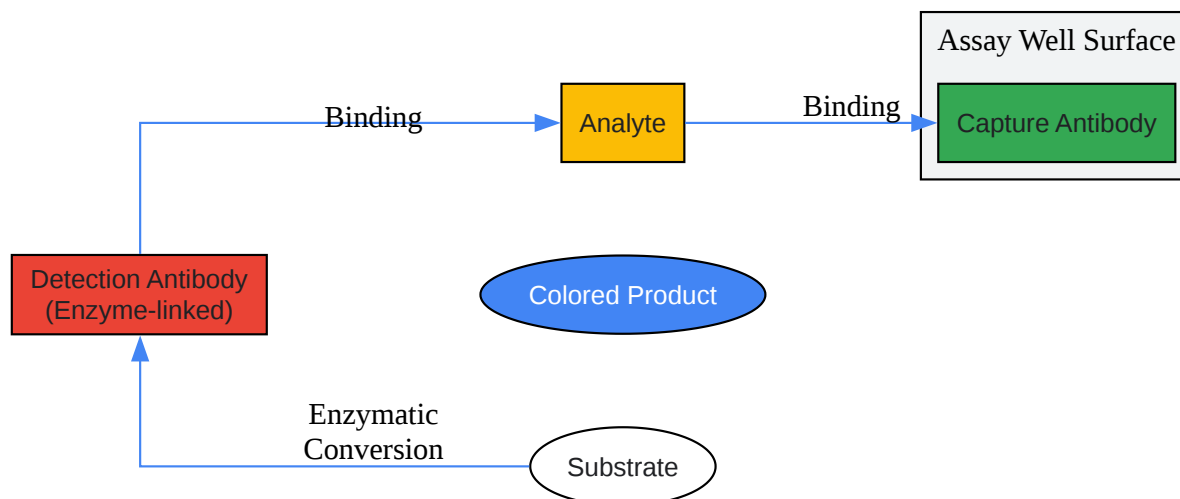 Assay Well Surface
Binding
Analyte
Binding
Capture Antibody
Detection Antibody
(Enzyme-linked)
Colored Product
Enzymatic
Conversion
Substrate